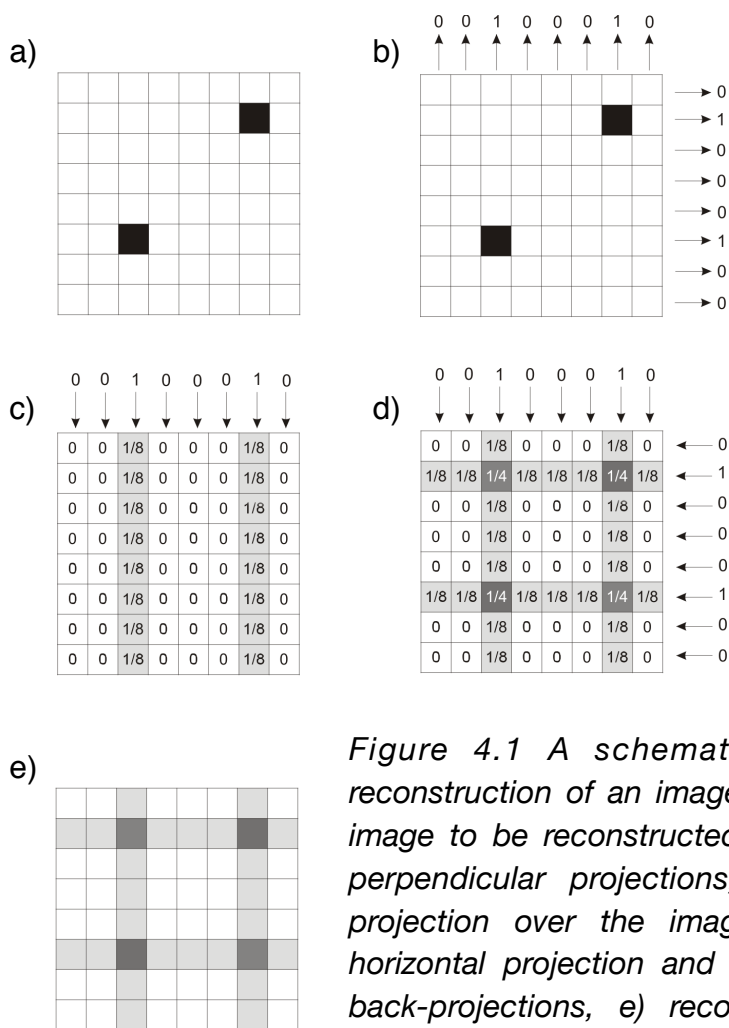 a)
b)
0 0 1 0 0 0 1 0
0
1
0
0
0
1
0
0
c)
0 0 1 0 0 0 1 0
0 0 1/8 0 0 0 1/8 0
0 0 1/8 0 0 0 1/8 0
0 0 1/8 0 0 0 1/8 0
0 0 1/8 0 0 0 1/8 0
0 0 1/8 0 0 0 1/8 0
0 0 1/8 0 0 0 1/8 0
0 0 1/8 0 0 0 1/8 0
0 0 1/8 0 0 0 1/8 0
d)
0 0 1 0 0 0 1 0
0 0 1/8 0 0 0 1/8 0 0
1/8 1/8 1/4 1/8 1/8 1/8 1/4 1/8 1
0 0 1/8 0 0 0 1/8 0 0
0 0 1/8 0 0 0 1/8 0 0
0 0 1/8 0 0 0 1/8 0 0
1/8 1/8 1/4 1/8 1/8 1/8 1/4 1/8 1
0 0 1/8 0 0 0 1/8 0 0
0 0 1/8 0 0 0 1/8 0 0
e)
Figure 4.1 A schemat
reconstruction of an image
image to be reconstructed
perpendicular projections,
projection over the imag
horizontal projection and
back-projections, e) reco